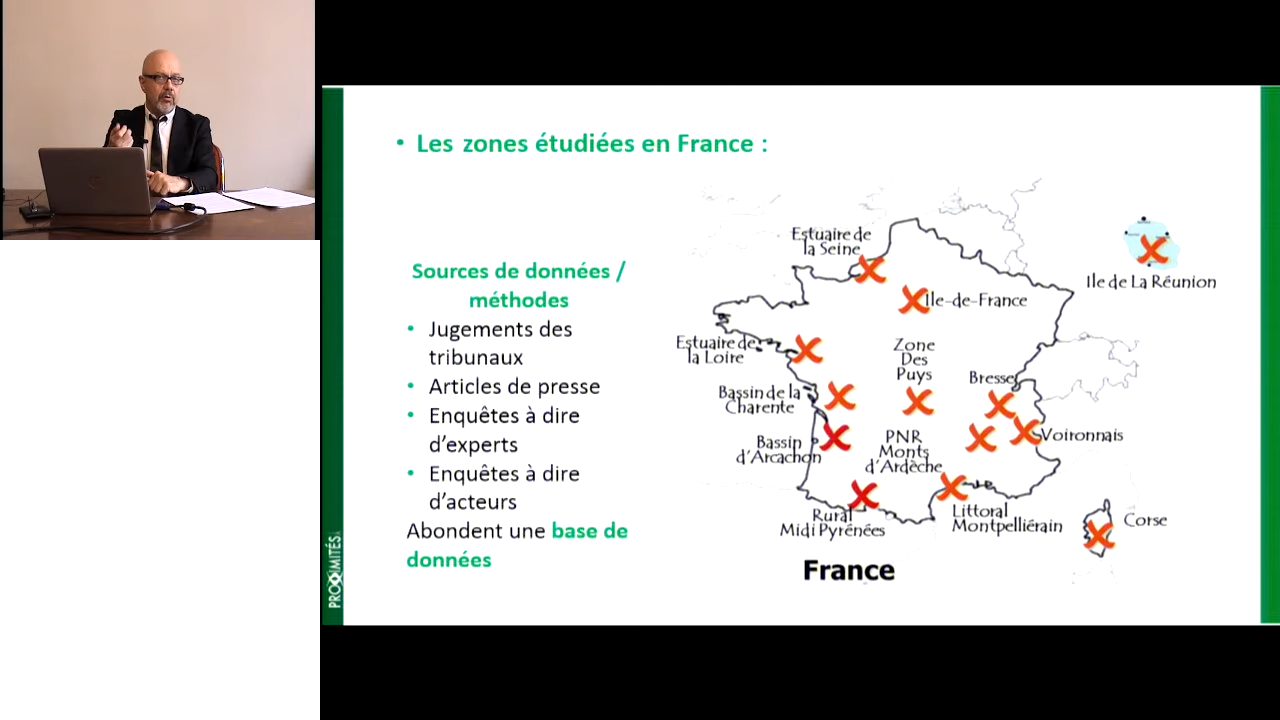 • Les zones étudiées en France :
Sources de données /
méthodes
• Jugements des
tribunaux
• Articles de presse
• Enquêtes à dire
d’experts
• Enquêtes à dire
d’acteurs
Abondent une base de
données
Estuaire de
la Seine
Ile-de-France
Ile de La Réunion
Estuaire de
la Loire
Zone
Des
Puys
Bresse
Bassin de la
Charente
Bassin
d’Arcachon
PNR
Monts
d’Ardèche
Voironnais
Rural
Midi Pyrénées
Littoral
Montpelliérain
Corse
France
PROXIMITÉS